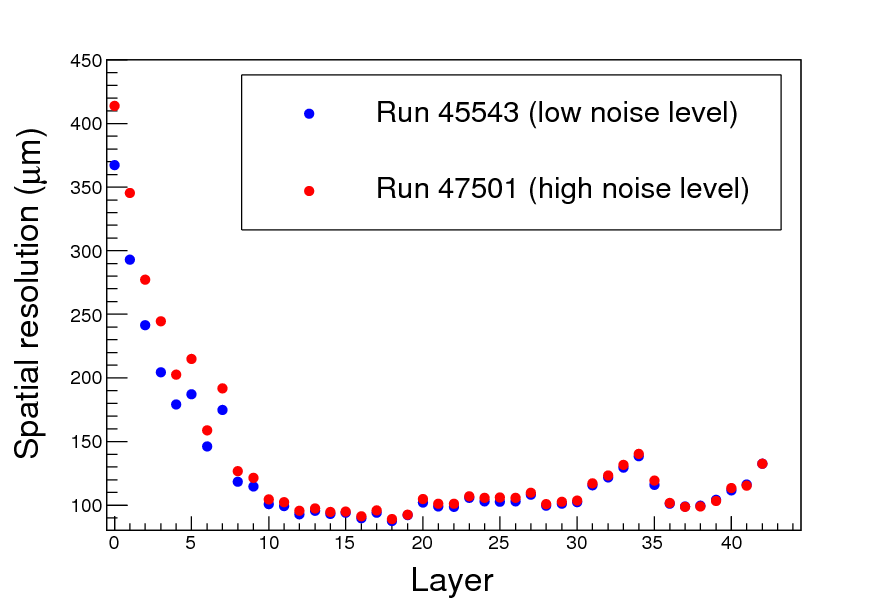 450
400
350
300
250
200
150
100
Spatial resolution (μm)
Run 45543 (low noise level)
Run 47501 (high noise level)
0 5 10 15 20 25 30 35 40
Layer